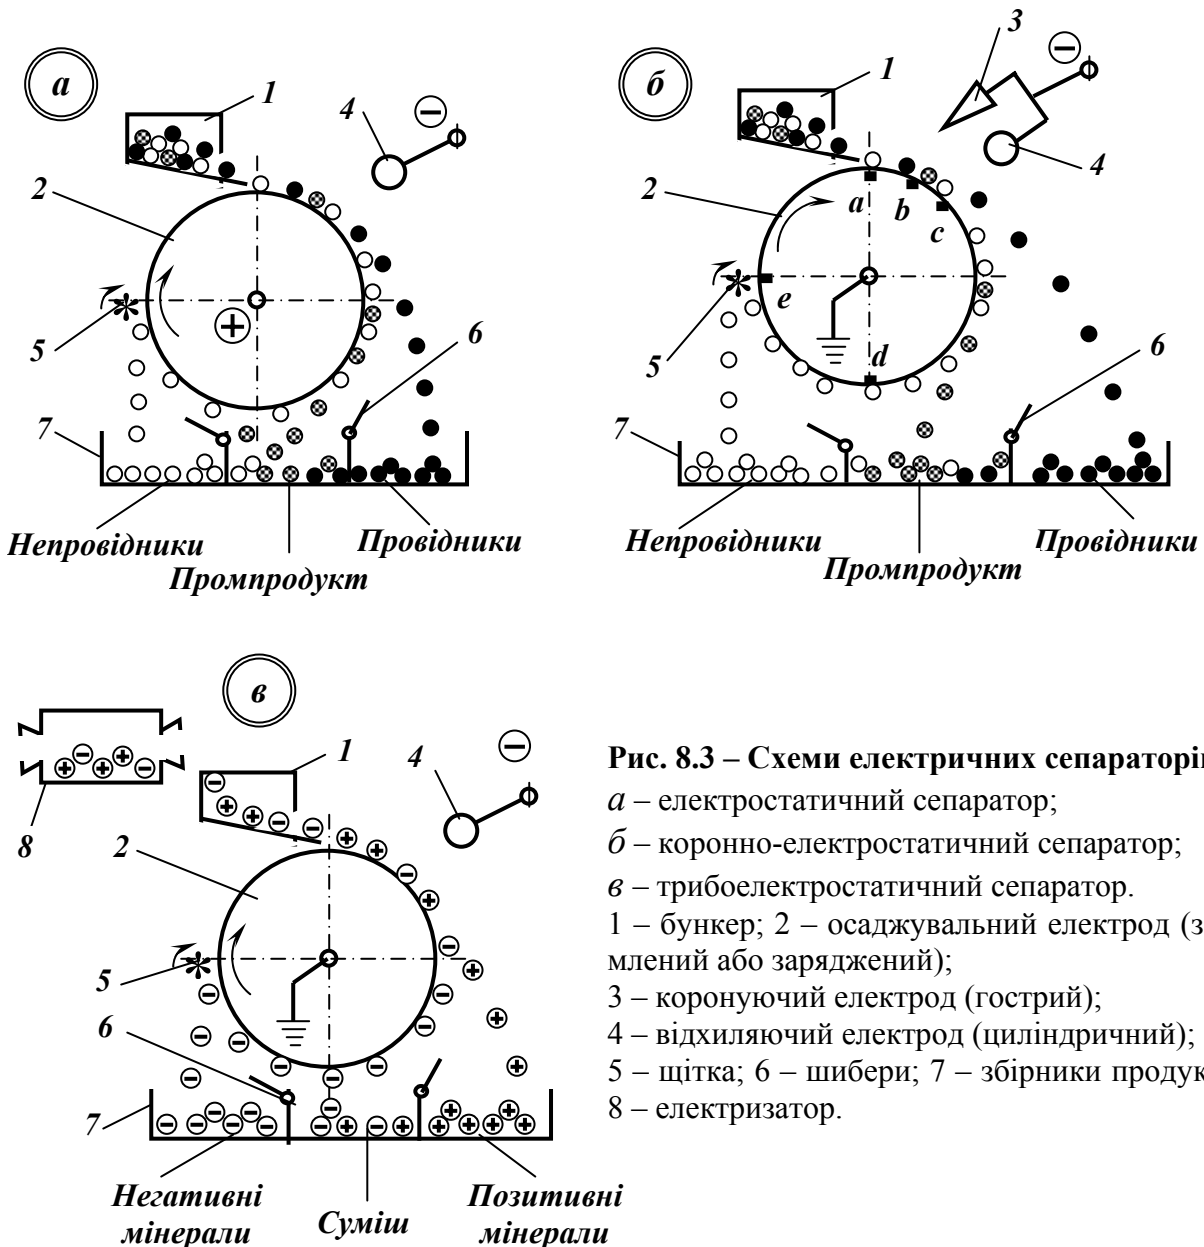 а
1
4
−
2
+
5
6
7
Непровідники
Промпродукт
Провідники
б
3
−
1
4
2
a
b
c
e
d
5
6
7
Непровідники
Промпродукт
Провідники
в
1
4
−
8
2
5
6
7
Негативні
мінерали
Суміш
Позитивні
мінерали
Рис. 8.3 – Схеми електричних сепараторі
а – електростатичний сепаратор;
б – коронно-електростатичний сепаратор;
в – трибоелектростатичний сепаратор.
1 – бункер; 2 – осаджувальний електрод (з
млений або заряджений);
3 – коронуючий електрод (гострий);
4 – відхиляючий електрод (циліндричний);
5 – щітка; 6 – шибери; 7 – збірники продук
8 – електризатор.